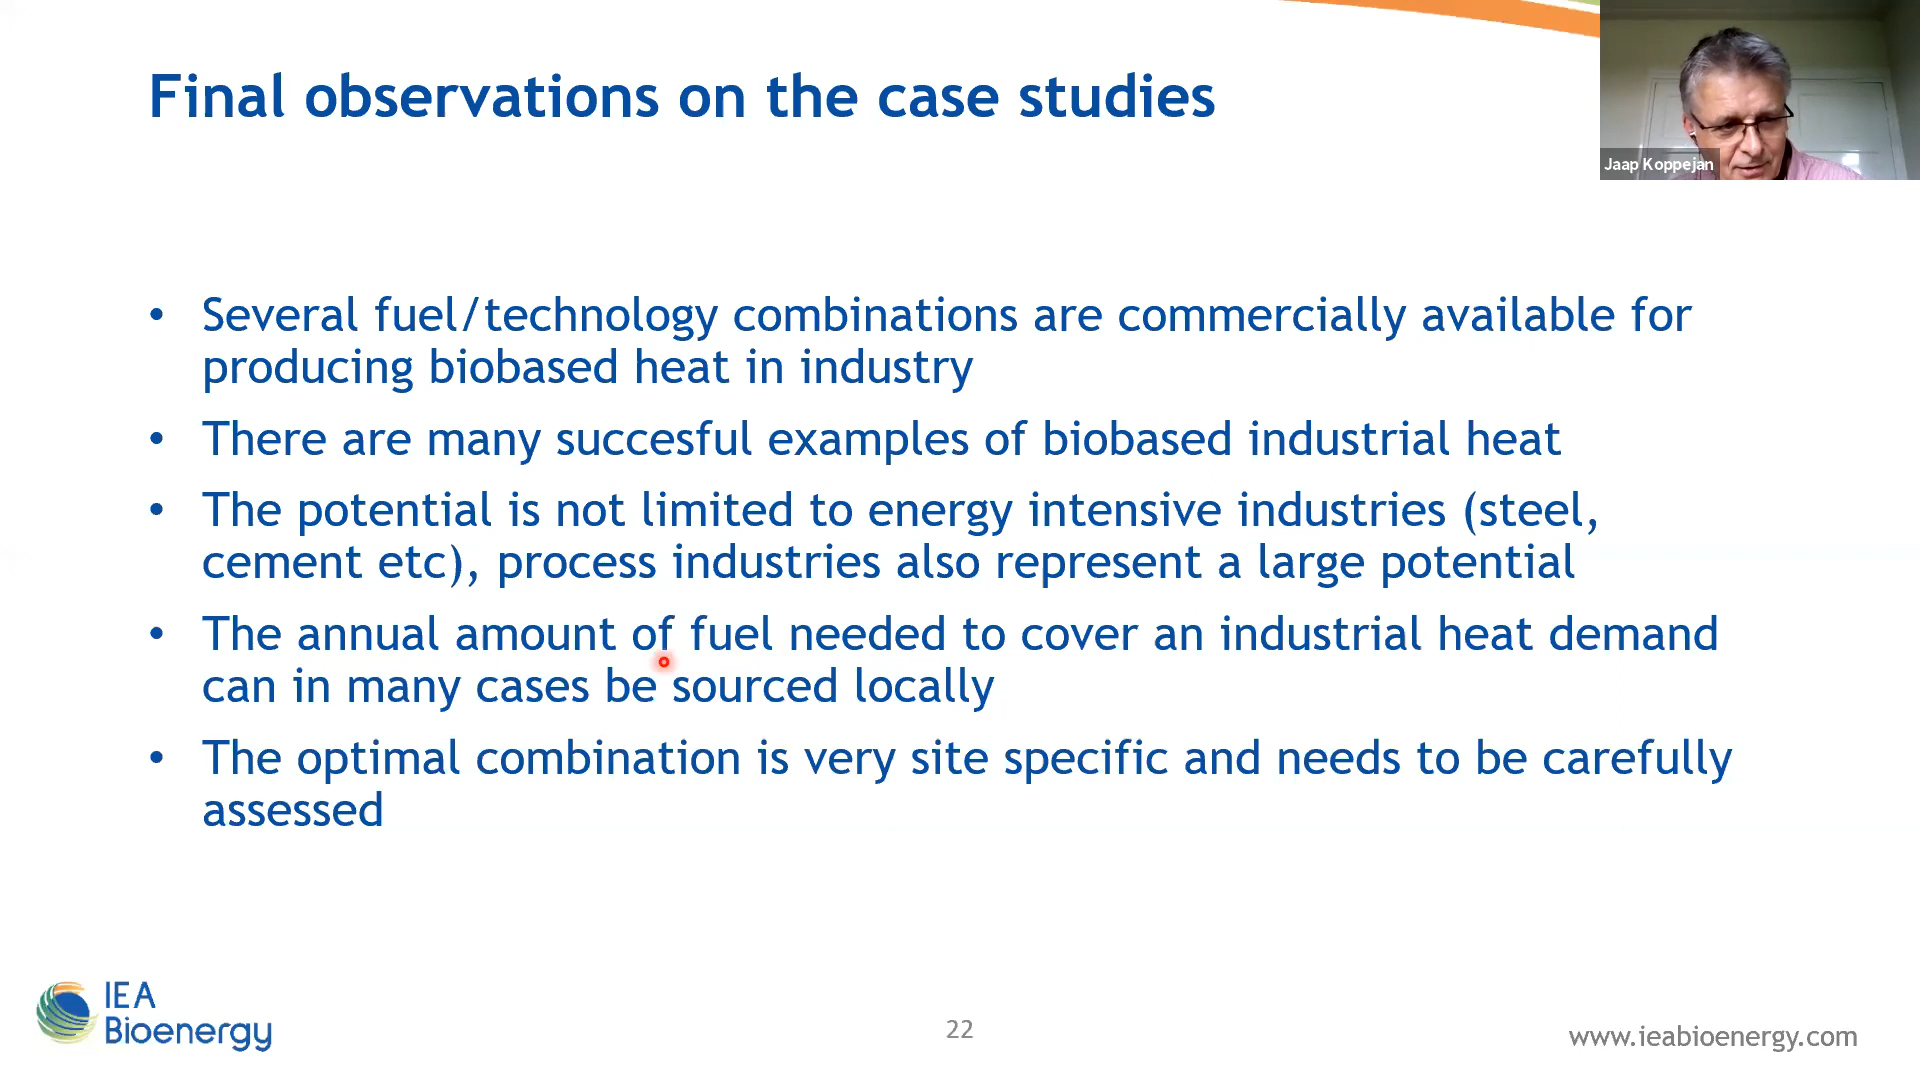 Final observations on the case studies
Jaap Koppejan
• Several fuel/technology combinations are commercially available for
producing biobased heat in industry
• There are many succesful examples of biobased industrial heat
• The potential is not limited to energy intensive industries (steel,
cement etc), process industries also represent a large potential
• The annual amount of fuel needed to cover an industrial heat demand
can in many cases be sourced locally
• The optimal combination is very site specific and needs to be carefully
assessed
IEA
Bioenergy
22
www.ieabioenergy.com